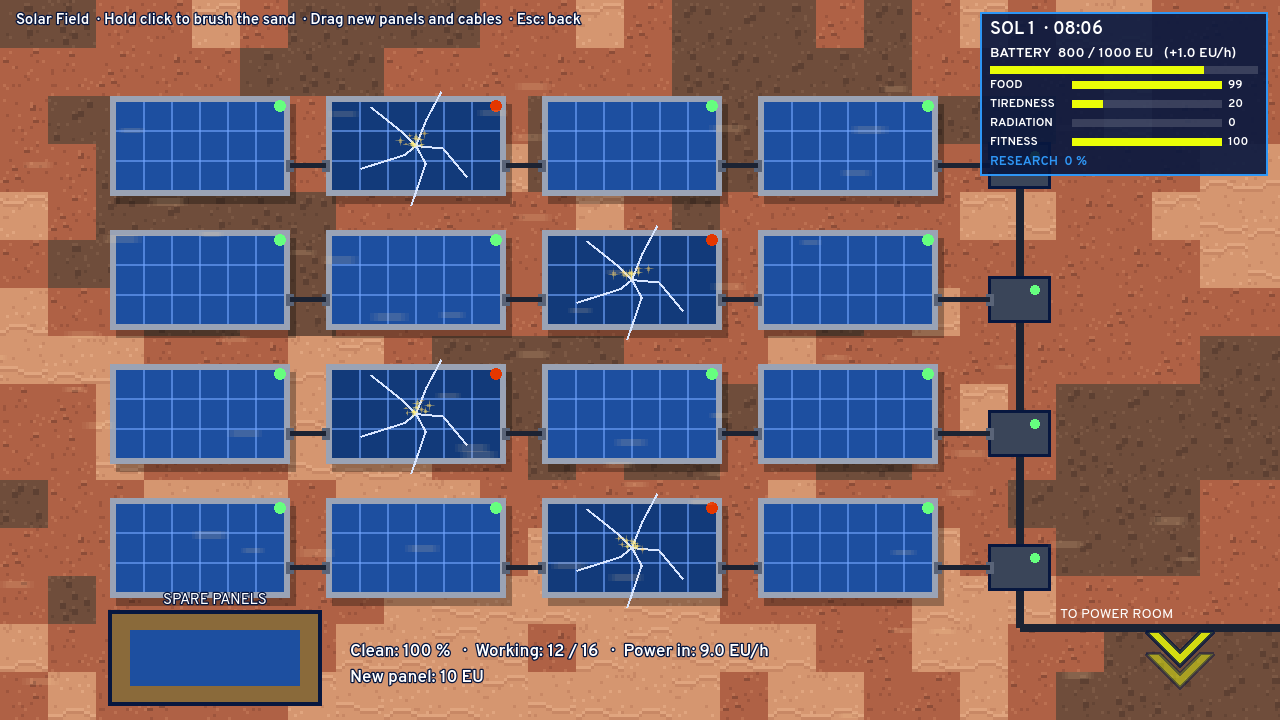 Solar Field · Hold click to brush the sand · Drag new panels and cables · Esc: back
SOL 1 · 08:06
BATTERY 800 / 1000 EU (+1.0 EU/h)
FOOD 99
TIREDNESS 20
RADIATION 0
FITNESS 100
RESEARCH 0 %
SPARE PANELS
TO POWER ROOM
Clean: 100 % · Working: 12 / 16 · Power in: 9.0 EU/h
New panel: 10 EU